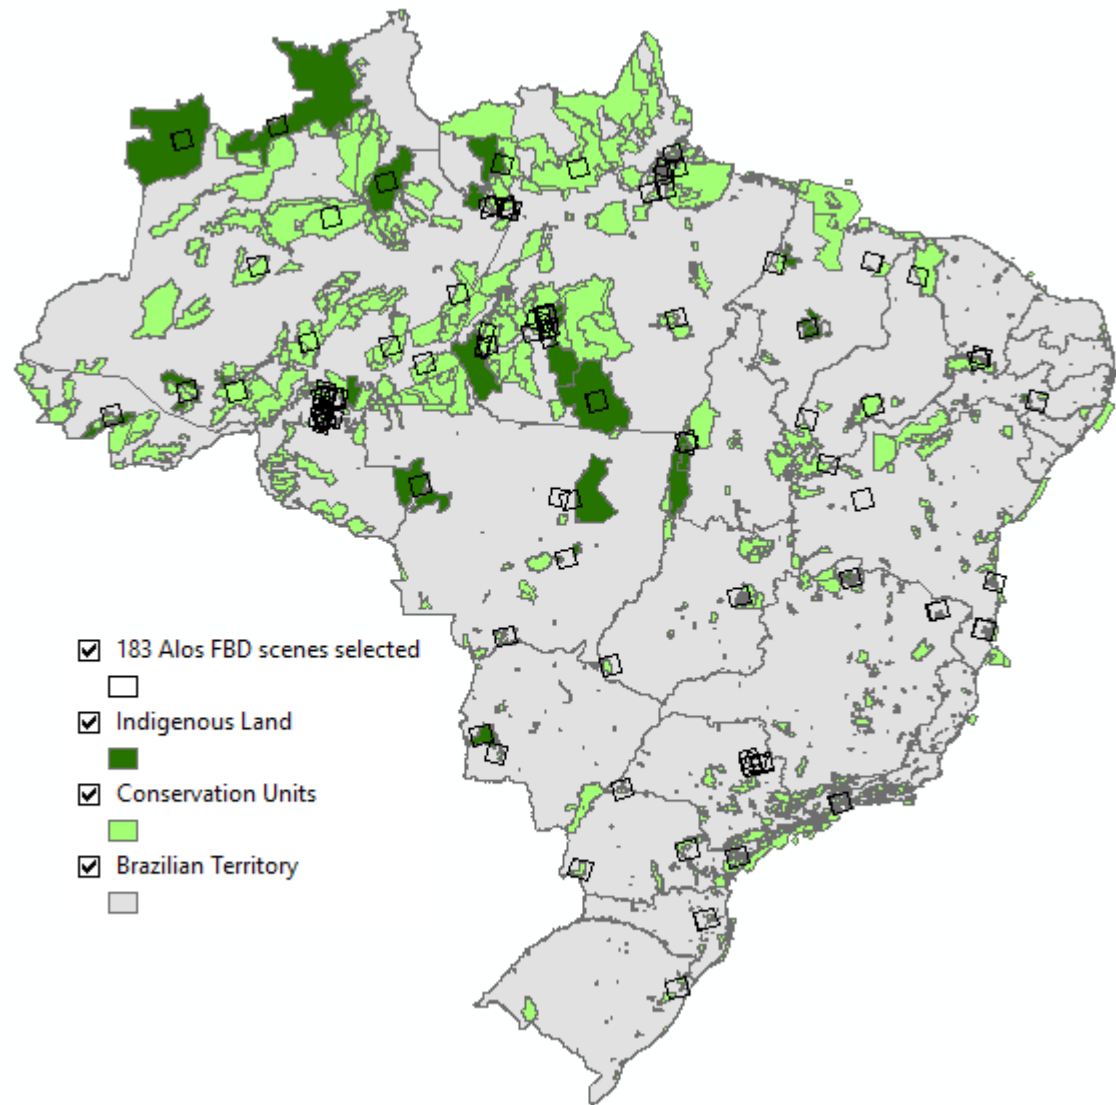 183 Alos FBD scenes selected
Indigenous Land
Conservation Units
Brazilian Territory